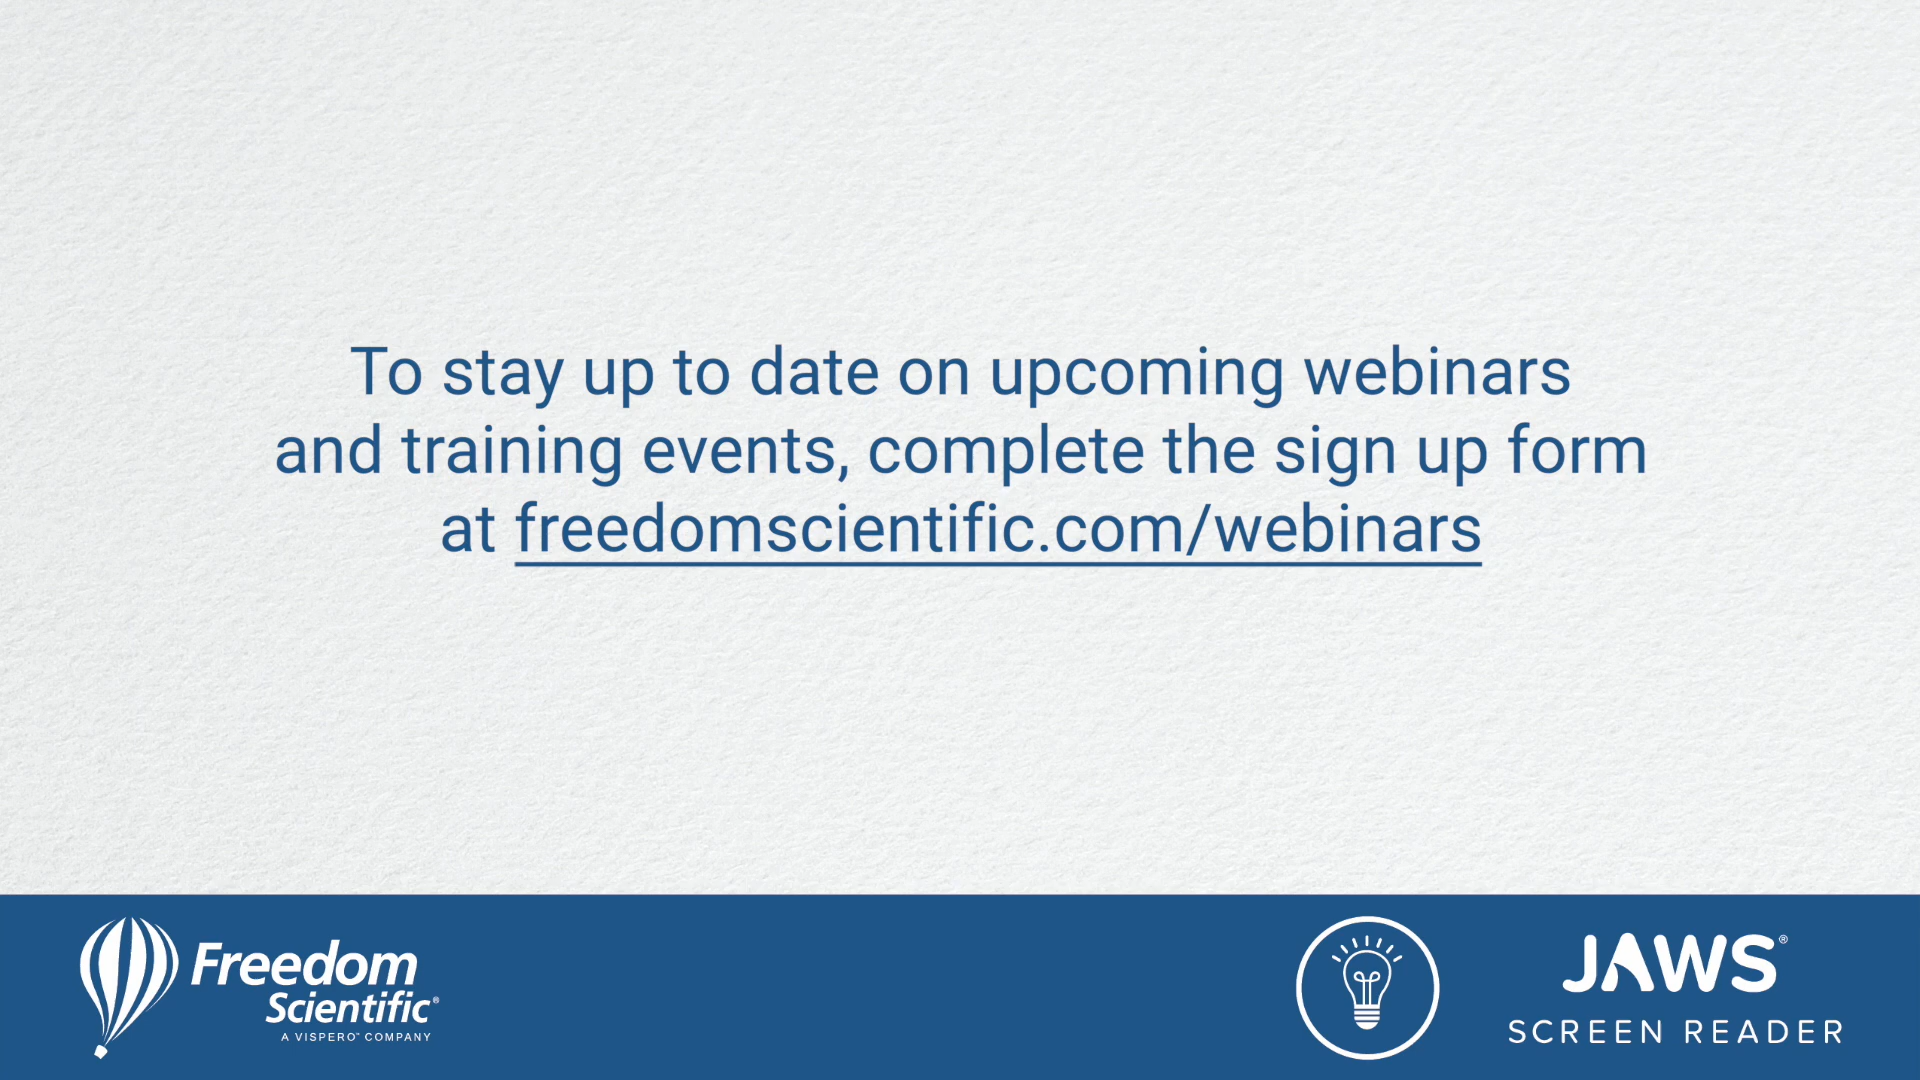 To stay up to date on upcoming webinars
and training events, complete the sign up form
at freedomscientific.com/webinars
Freedom
Scientific®
A VISPERO™ COMPANY
JAWS®
SCREEN READER